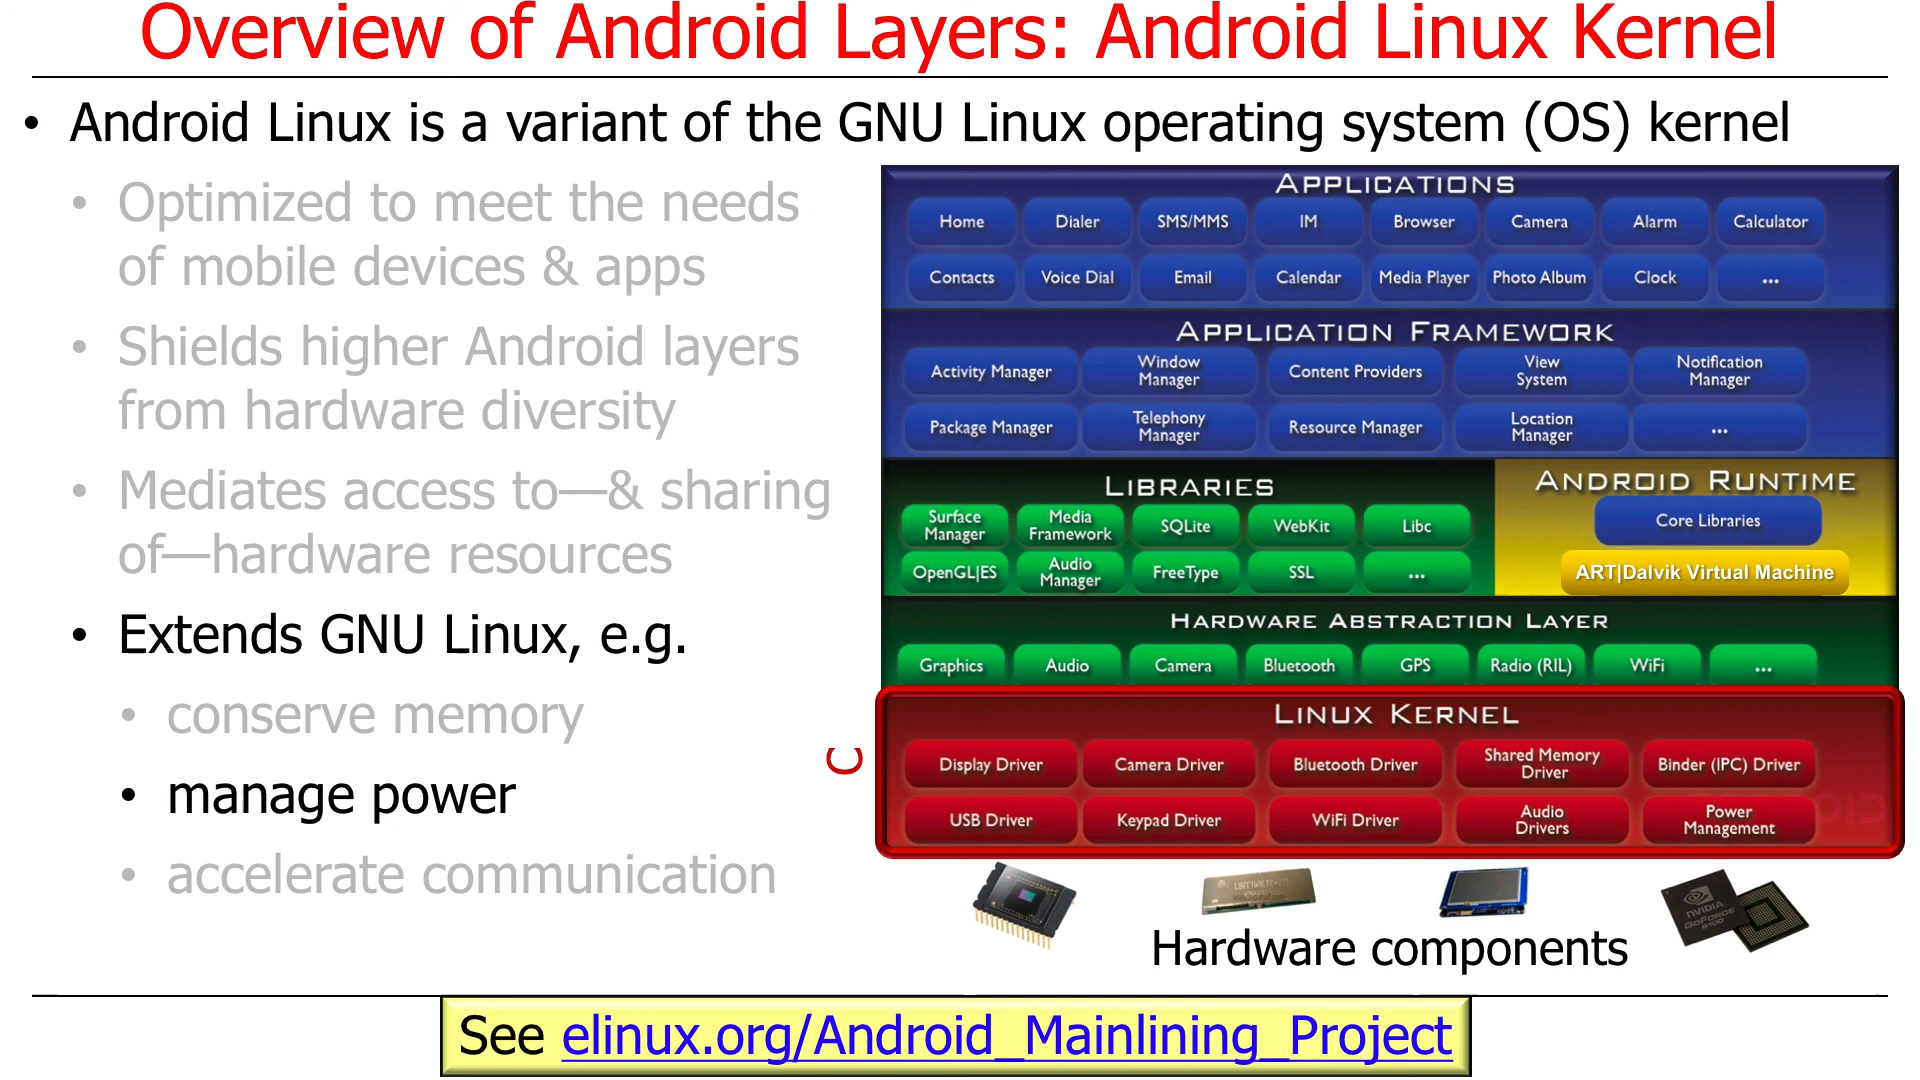 Overview of Android Layers: Android Linux Kernel
• Android Linux is a variant of the GNU Linux operating system (OS) kernel
• Optimized to meet the needs
of mobile devices & apps
• Shields higher Android layers
from hardware diversity
• Mediates access to—& sharing
of—hardware resources
• Extends GNU Linux, e.g.
• conserve memory
• manage power
• accelerate communication
APPLICATIONS
Home Dialer SMS/MMS IM Browser Camera Alarm Calculator
Contacts Voice Dial Email Calendar Media Player Photo Album Clock ...
APPLICATION FRAMEWORK
Activity Manager Window Manager Content Providers View System Notification Manager
Package Manager Telephony Manager Resource Manager Location Manager ...
LIBRARIES
Surface Manager Media Framework SQLite WebKit Libc
OpenGL|ES Audio Manager FreeType SSL ...
ANDROID RUNTIME
Core Libraries
ART|Dalvik Virtual Machine
HARDWARE ABSTRACTION LAYER
Graphics Audio Camera Bluetooth GPS Radio (RIL) WiFi ...
C
LINUX KERNEL
Display Driver Camera Driver Bluetooth Driver Shared Memory Driver Binder (IPC) Driver
USB Driver Keypad Driver WiFi Driver Audio Drivers Power Management
NVIDIA
GEFORCE
Hardware components
See elinux.org/Android_Mainlining_Project